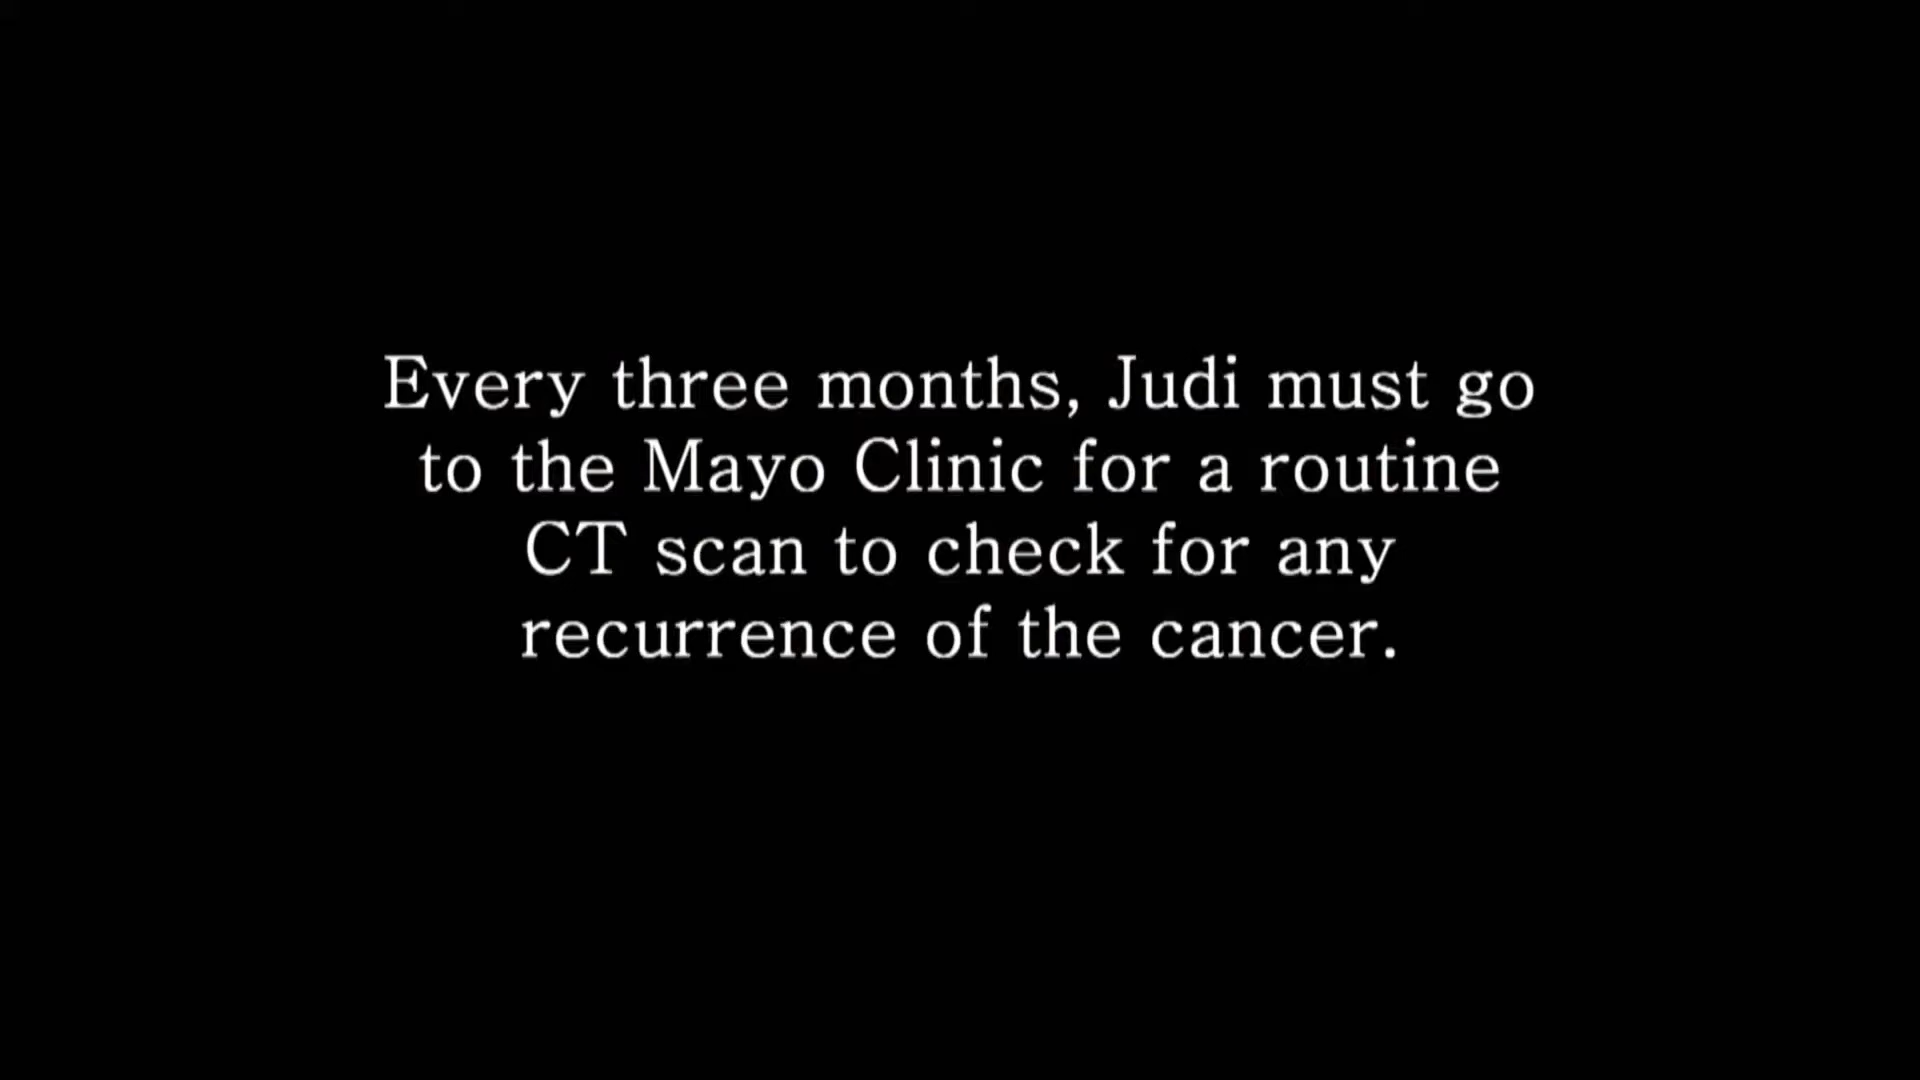 Every three months, Judi must go
to the Mayo Clinic for a routine
CT scan to check for any
recurrence of the cancer.